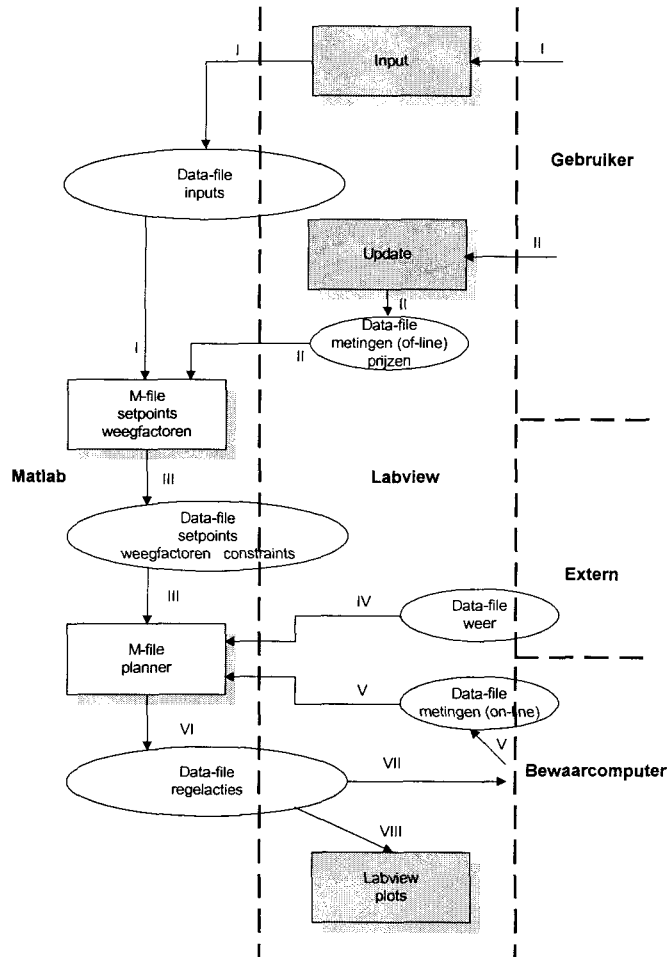 I
Input
I
Data-file
inputs
Gebruiker
Update
II
II
Data-file
metingen (of-line)
prijzen
II
I
M-file
setpoints
weegfactoren
Matlab
III
Labview
Data-file
setpoints
weegfactoren constraints
Extern
III
IV
Data-file
weer
M-file
planner
V
Data-file
metingen (on-line)
V
VI
Data-file
regelacties
VII
Bewaarcomputer
VIII
Labview
plots